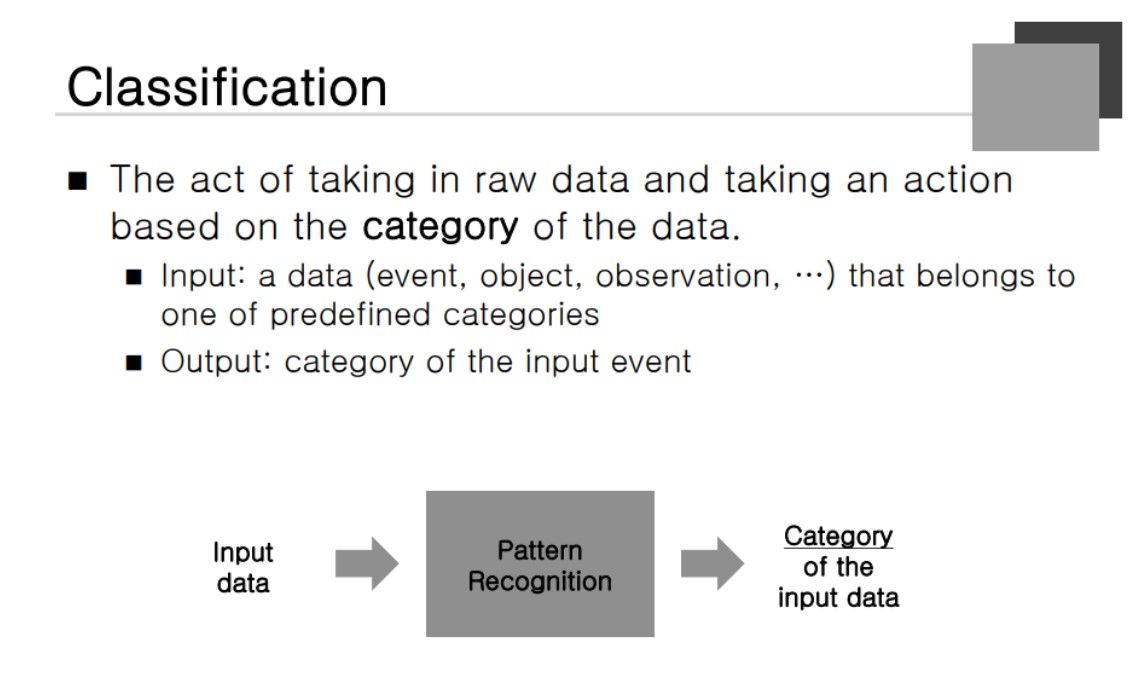 Classification
■ The act of taking in raw data and taking an action
based on the category of the data.
■ Input: a data (event, object, observation, …) that belongs to
one of predefined categories
■ Output: category of the input event
Input
data
Pattern
Recognition
Category
of the
input data